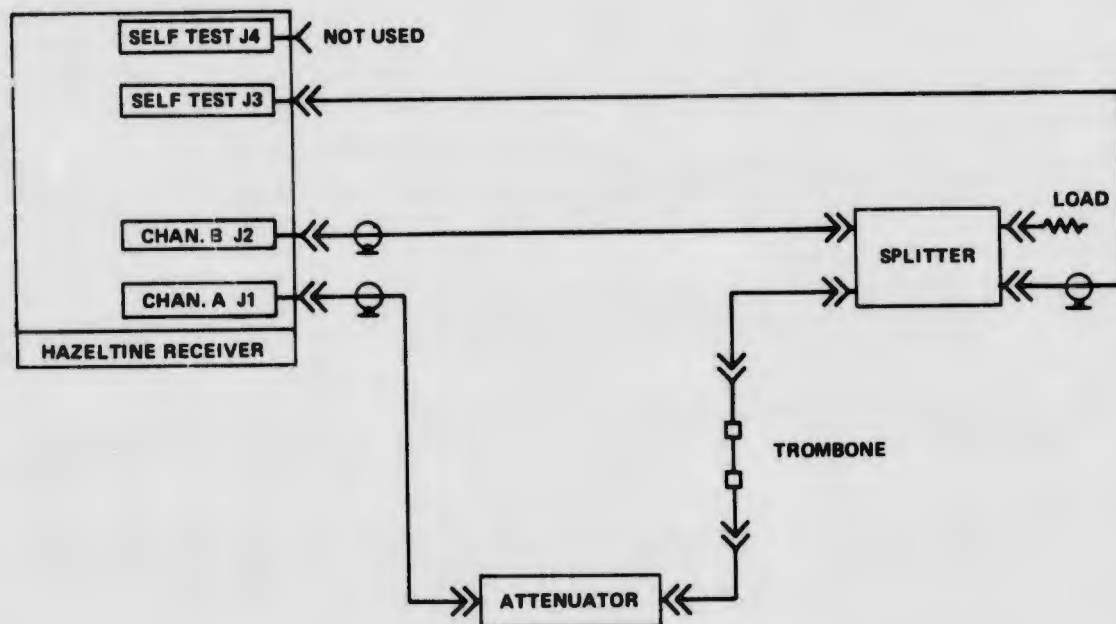 SELF TEST J4
NOT USED
SELF TEST J3
CHAN. B J2
CHAN. A J1
HAZELTINE RECEIVER
LOAD
SPLITTER
TROMBONE
ATTENUATOR